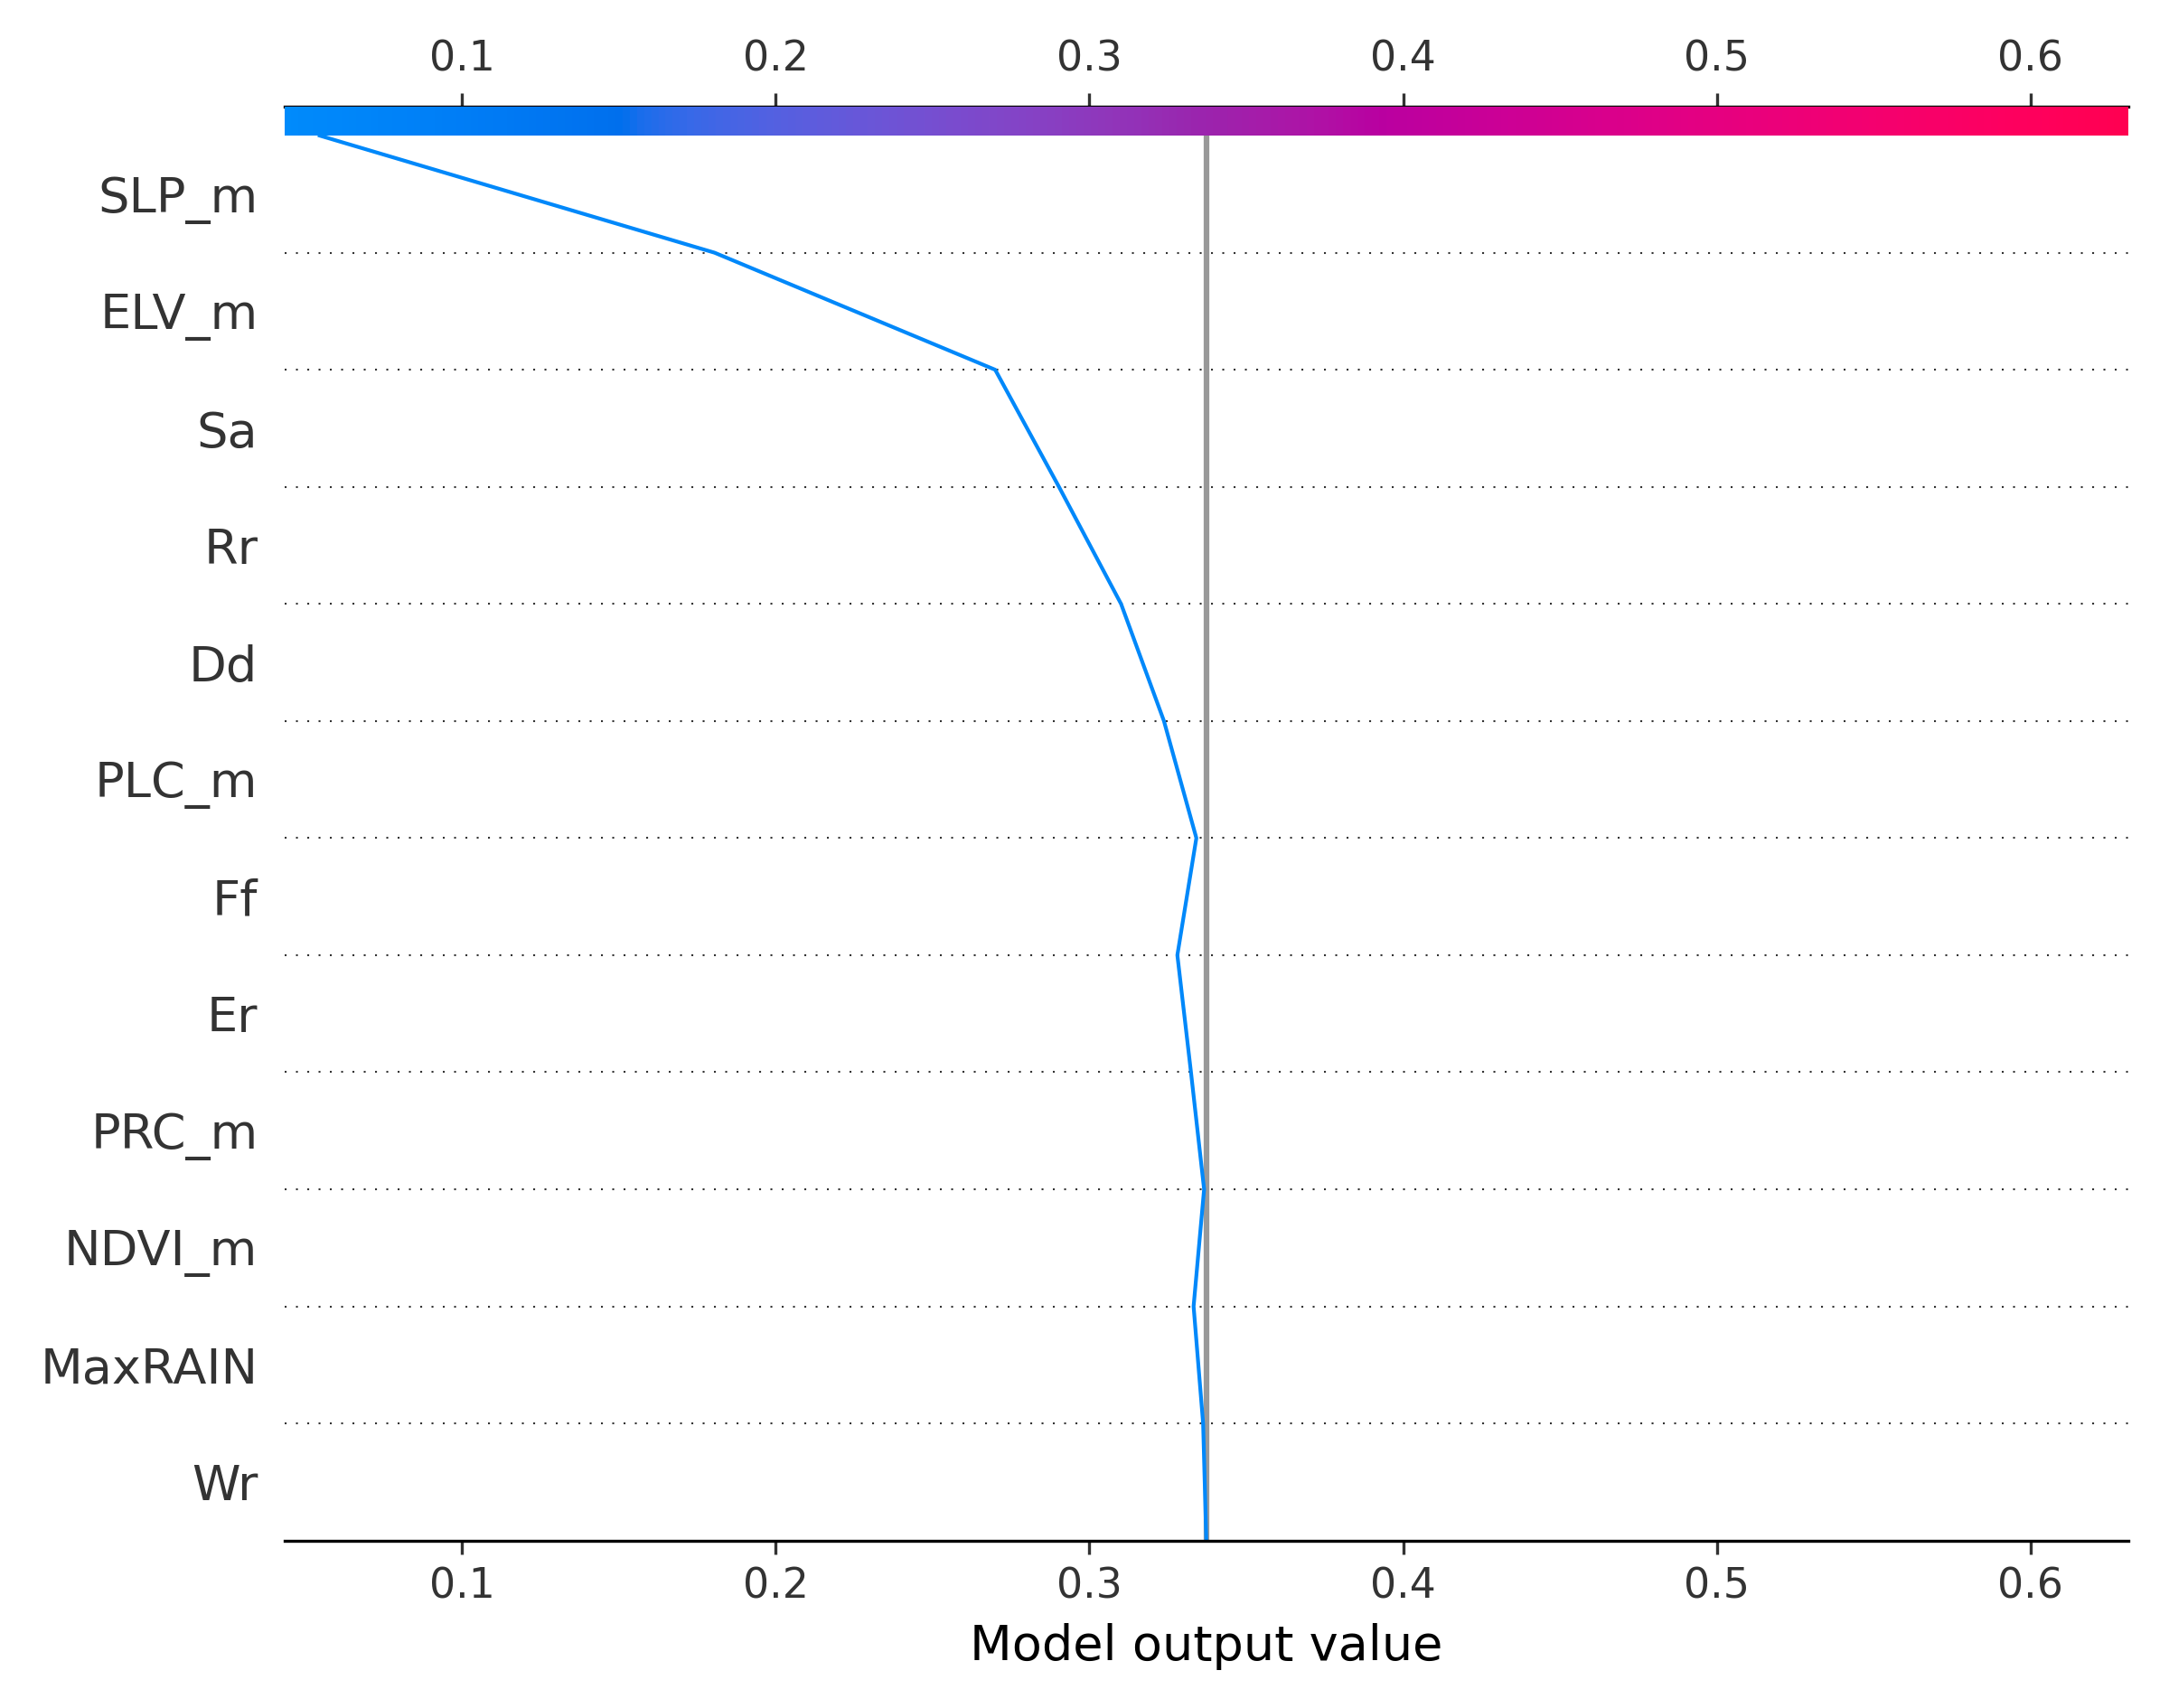 0.1 0.2 0.3 0.4 0.5 0.6
SLP_m
ELV_m
Sa
Rr
Dd
PLC_m
Ff
Er
PRC_m
NDVI_m
MaxRAIN
Wr
0.1 0.2 0.3 0.4 0.5 0.6
Model output value